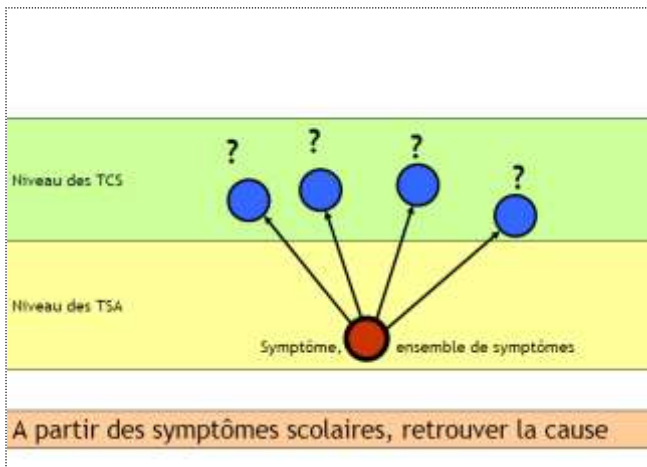 ?
?
?
?
Niveau des TCS
Niveau des TSA
Symptôme, ensemble de symptômes
A partir des symptômes scolaires, retrouver la cause